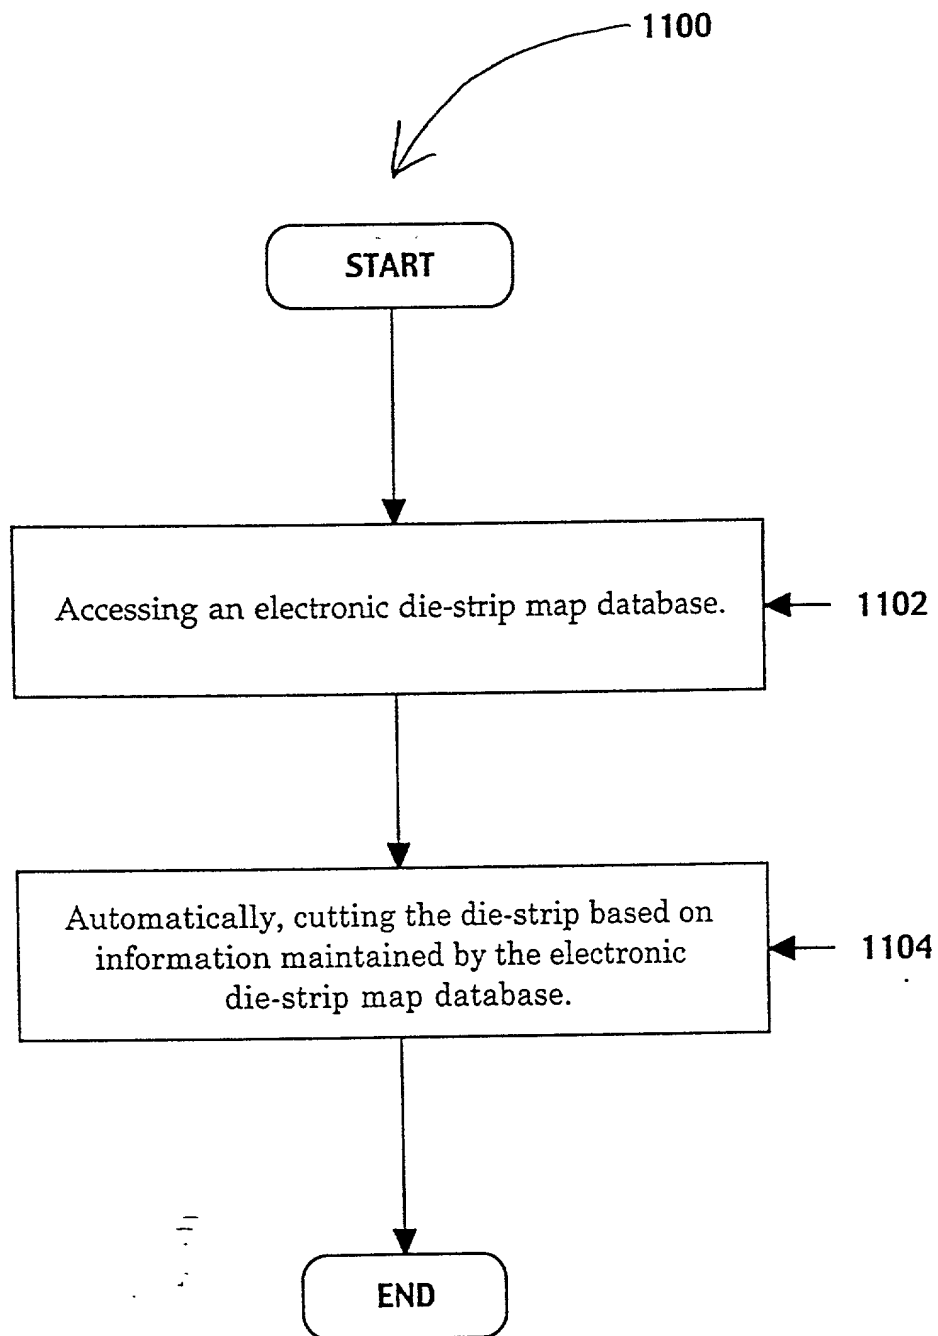 1100
START
Accessing an electronic die-strip map database.
1102
Automatically, cutting the die-strip based on
information maintained by the electronic
die-strip map database.
1104
END